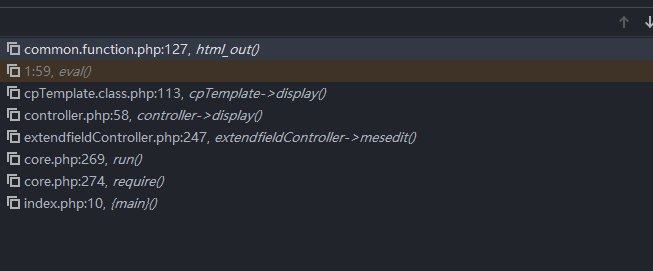 common.function.php:127, html_out()
1:59, eval()
cpTemplate.class.php:113, cpTemplate->display()
controller.php:58, controller->display()
extendfieldController.php:247, extendfieldController->mesedit()
core.php:269, run()
core.php:274, require()
index.php:10, {main}()